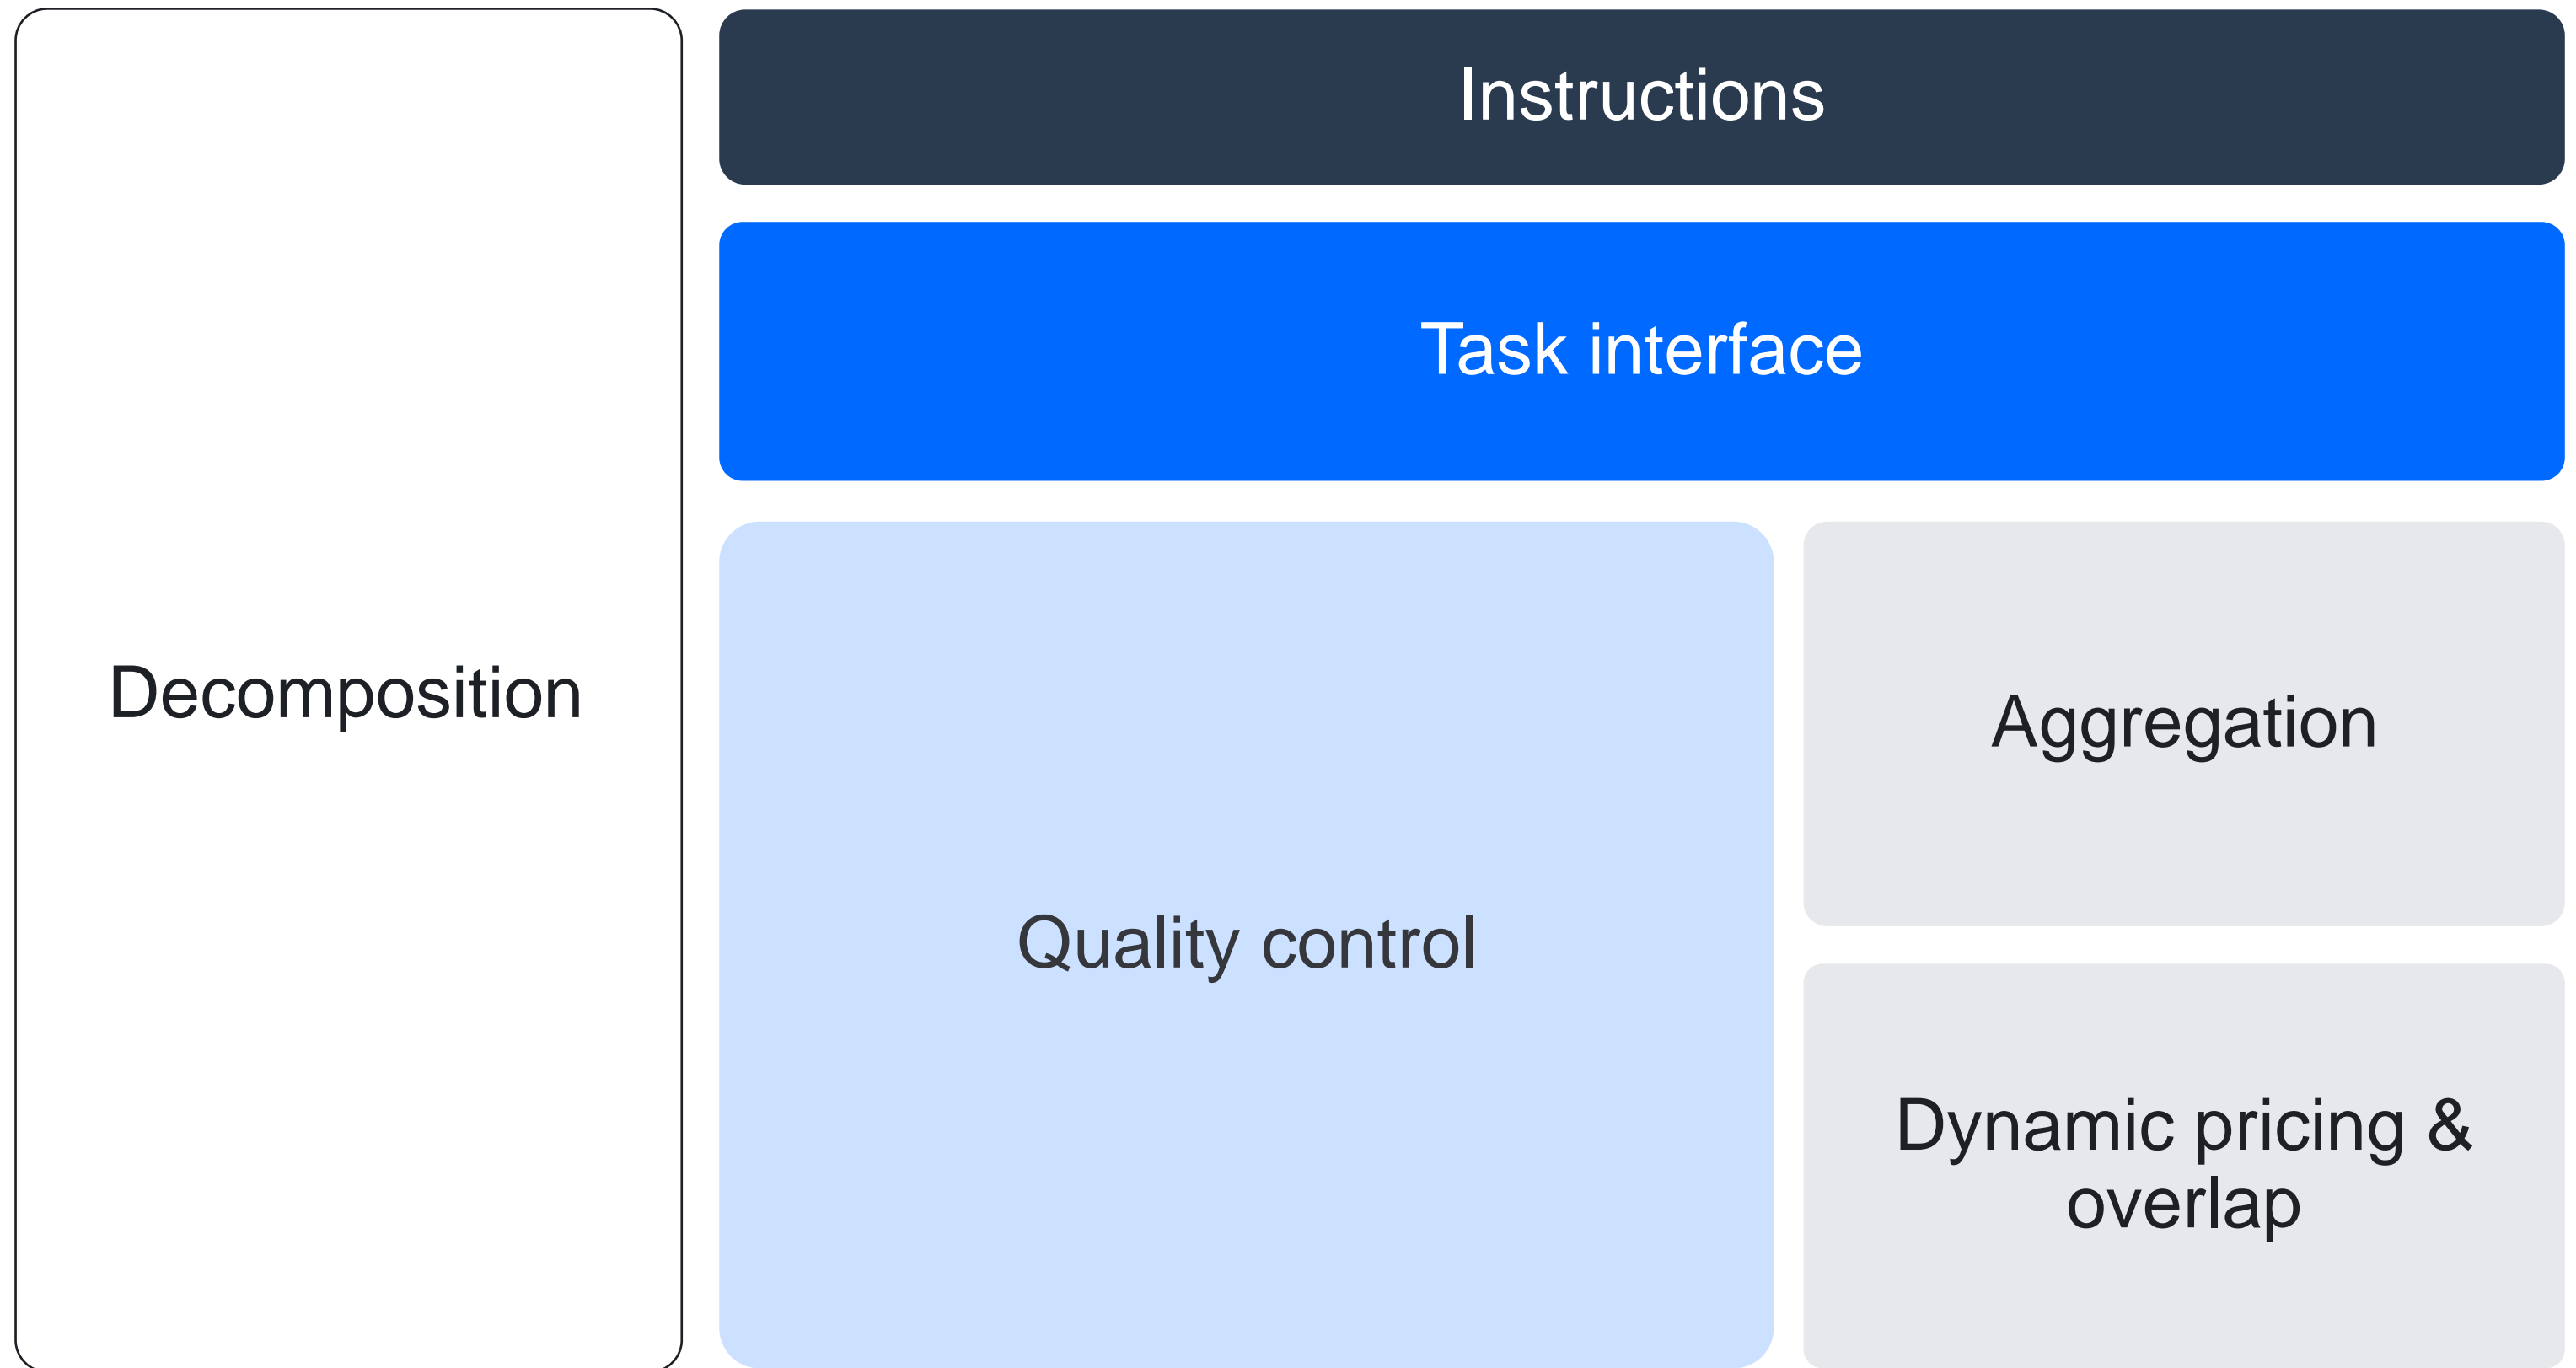 Decomposition
Instructions
Task interface
Quality control
Aggregation
Dynamic pricing &
overlap